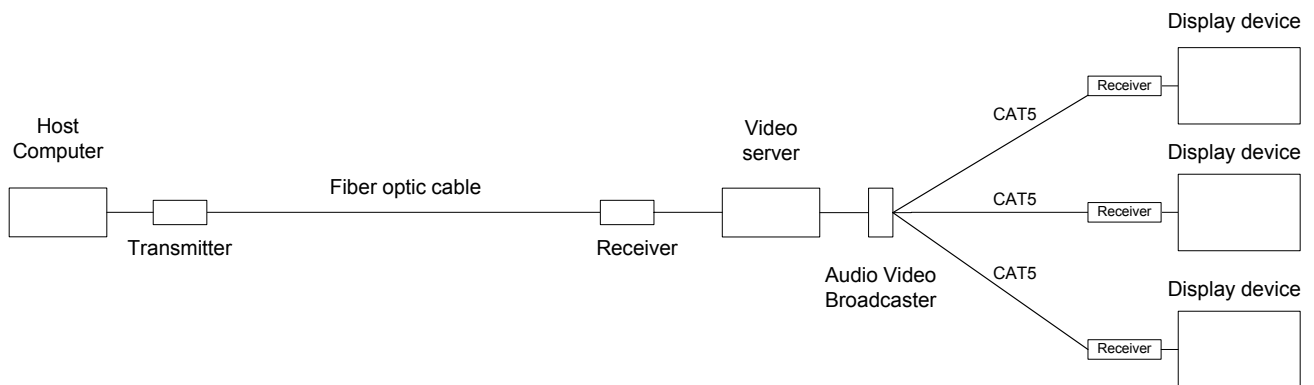 Host
Computer
Transmitter
Fiber optic cable
Receiver
Video
server
Audio Video
Broadcaster
CAT5
CAT5
CAT5
Display device
Receiver
Display device
Receiver
Display device
Receiver